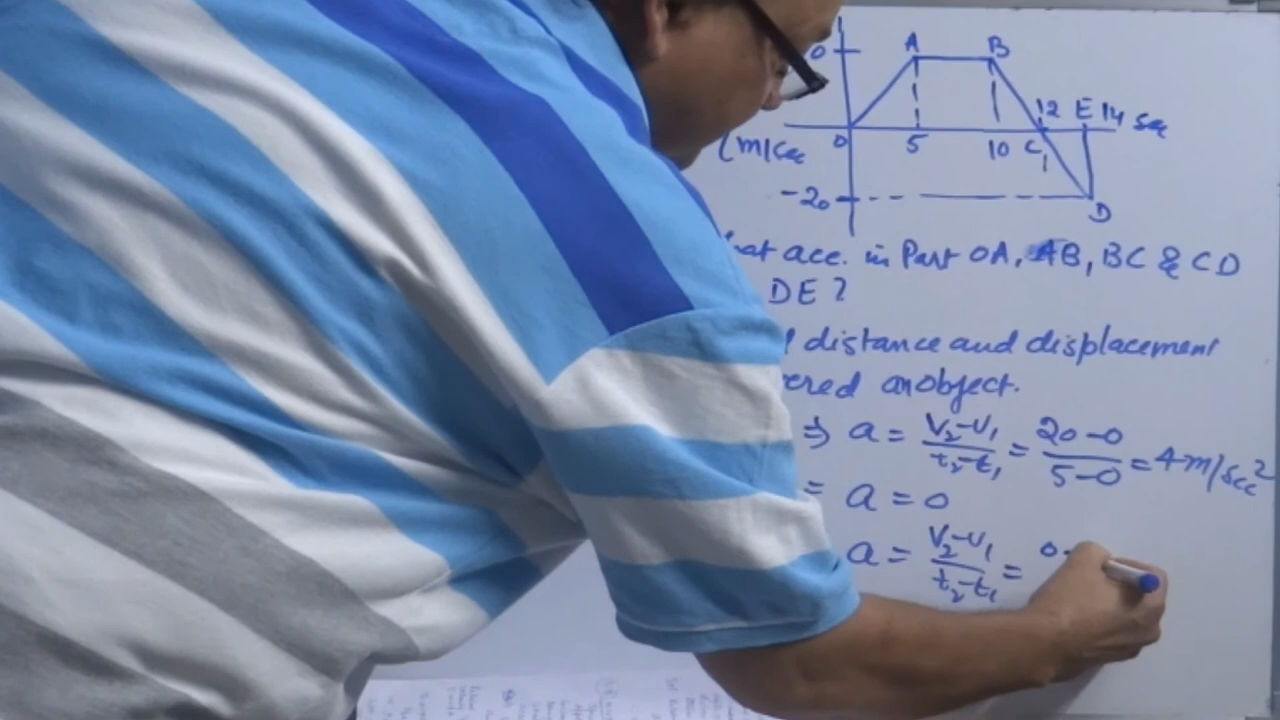 0 A B
12 E 14 sec
(m/sec 0 5 10 C
-20 D
at acc. in Part OA, AB, BC & CD
DE ?
distance and displacement
ered an object.
⇒ a = V₂-V₁/t₂-t₁ = 20-0/5-0 = 4 m/sec²
= a = 0
a = V₂-V₁/t₂-t₁ = 0-